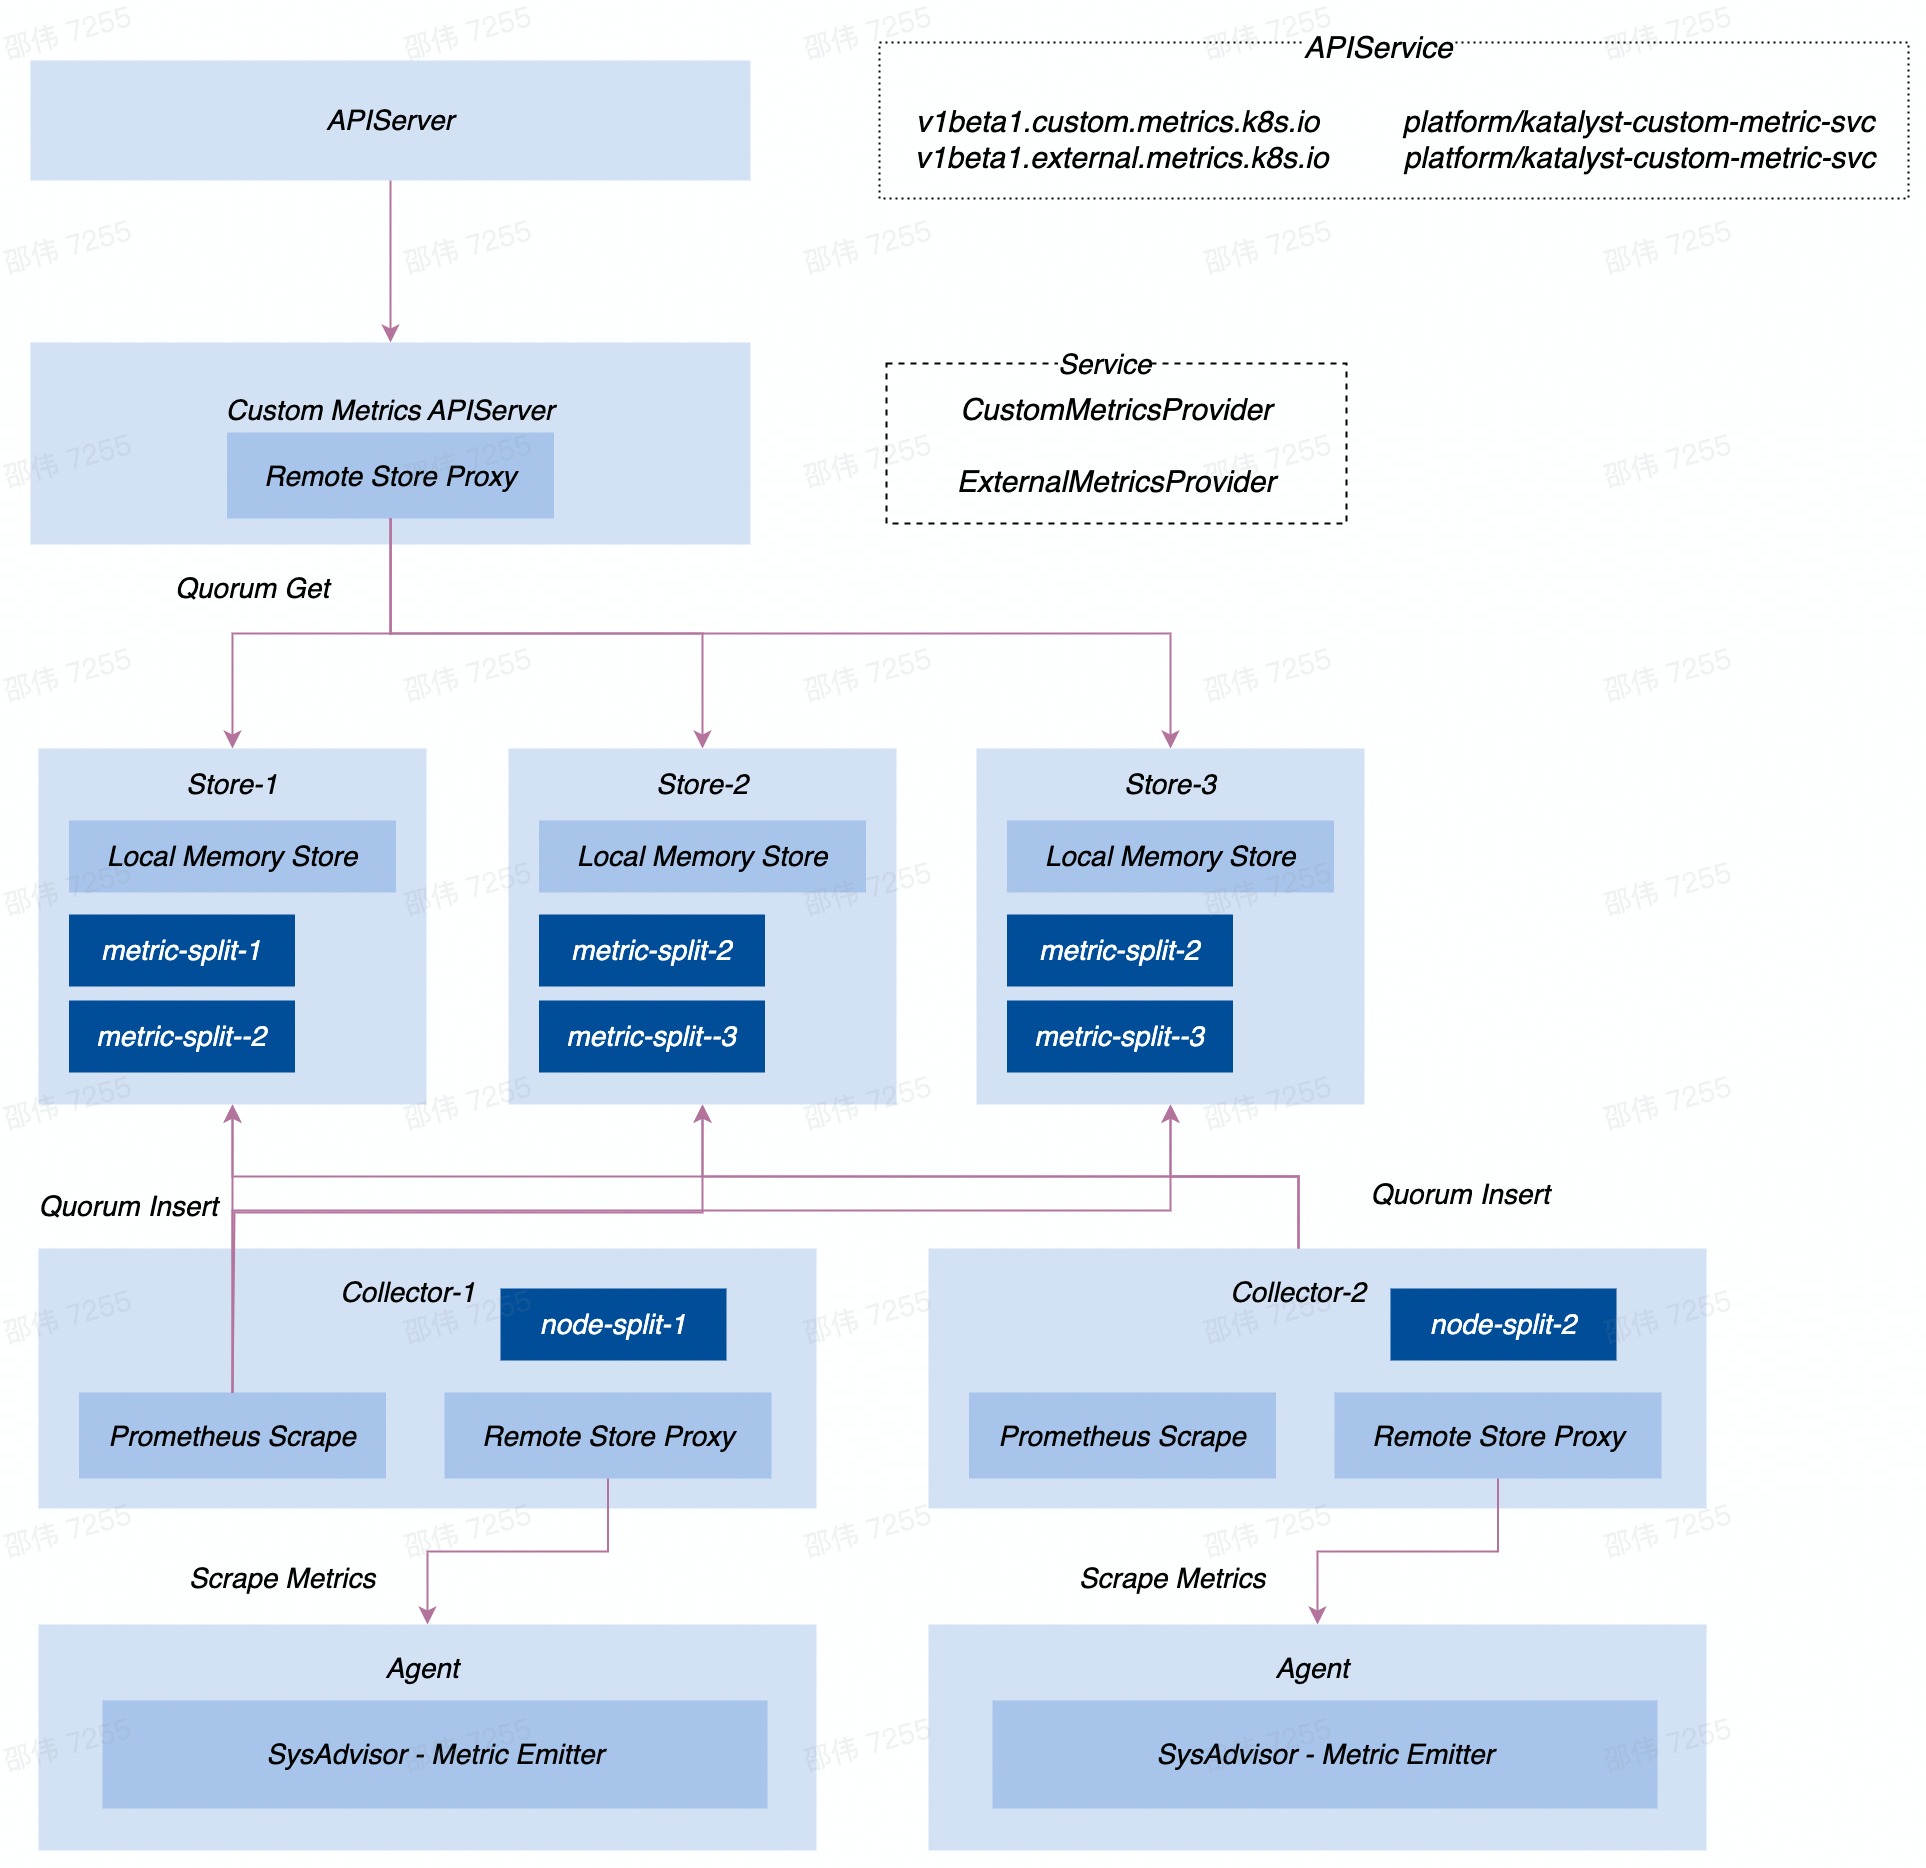 APIServer
APIService
v1beta1.custom.metrics.k8s.io platform/katalyst-custom-metric-svc
v1beta1.external.metrics.k8s.io platform/katalyst-custom-metric-svc
Custom Metrics APIServer
Remote Store Proxy
Service
CustomMetricsProvider
ExternalMetricsProvider
Quorum Get
Store-1
Local Memory Store
metric-split-1
metric-split--2
Store-2
Local Memory Store
metric-split-2
metric-split--3
Store-3
Local Memory Store
metric-split-2
metric-split--3
Quorum Insert
Quorum Insert
Collector-1
node-split-1
Prometheus Scrape
Remote Store Proxy
Collector-2
node-split-2
Prometheus Scrape
Remote Store Proxy
Scrape Metrics
Scrape Metrics
Agent
SysAdvisor - Metric Emitter
Agent
SysAdvisor - Metric Emitter
邵伟 7255